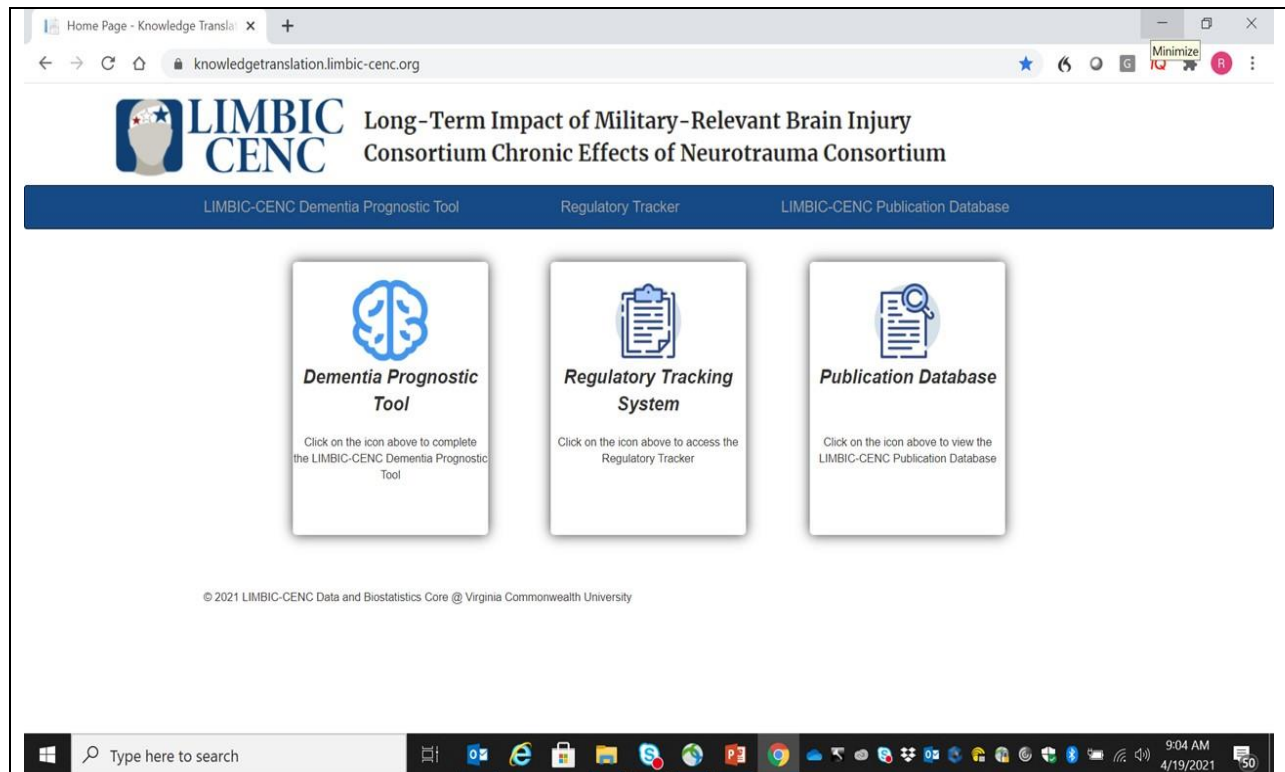 Home Page - Knowledge Transla
Minimize
knowledgetranslation.limbic-cenc.org
G
IQ
R
LIMBIC
CENC
Long-Term Impact of Military-Relevant Brain Injury
Consortium Chronic Effects of Neurotrauma Consortium
LIMBIC-CENC Dementia Prognostic Tool Regulatory Tracker LIMBIC-CENC Publication Database
Dementia Prognostic
Tool
Click on the icon above to complete
the LIMBIC-CENC Dementia Prognostic
Tool
Regulatory Tracking
System
Click on the icon above to access the
Regulatory Tracker
Publication Database
Click on the icon above to view the
LIMBIC-CENC Publication Database
© 2021 LIMBIC-CENC Data and Biostatistics Core @ Virginia Commonwealth University
Type here to search
9:04 AM
4/19/2021
50